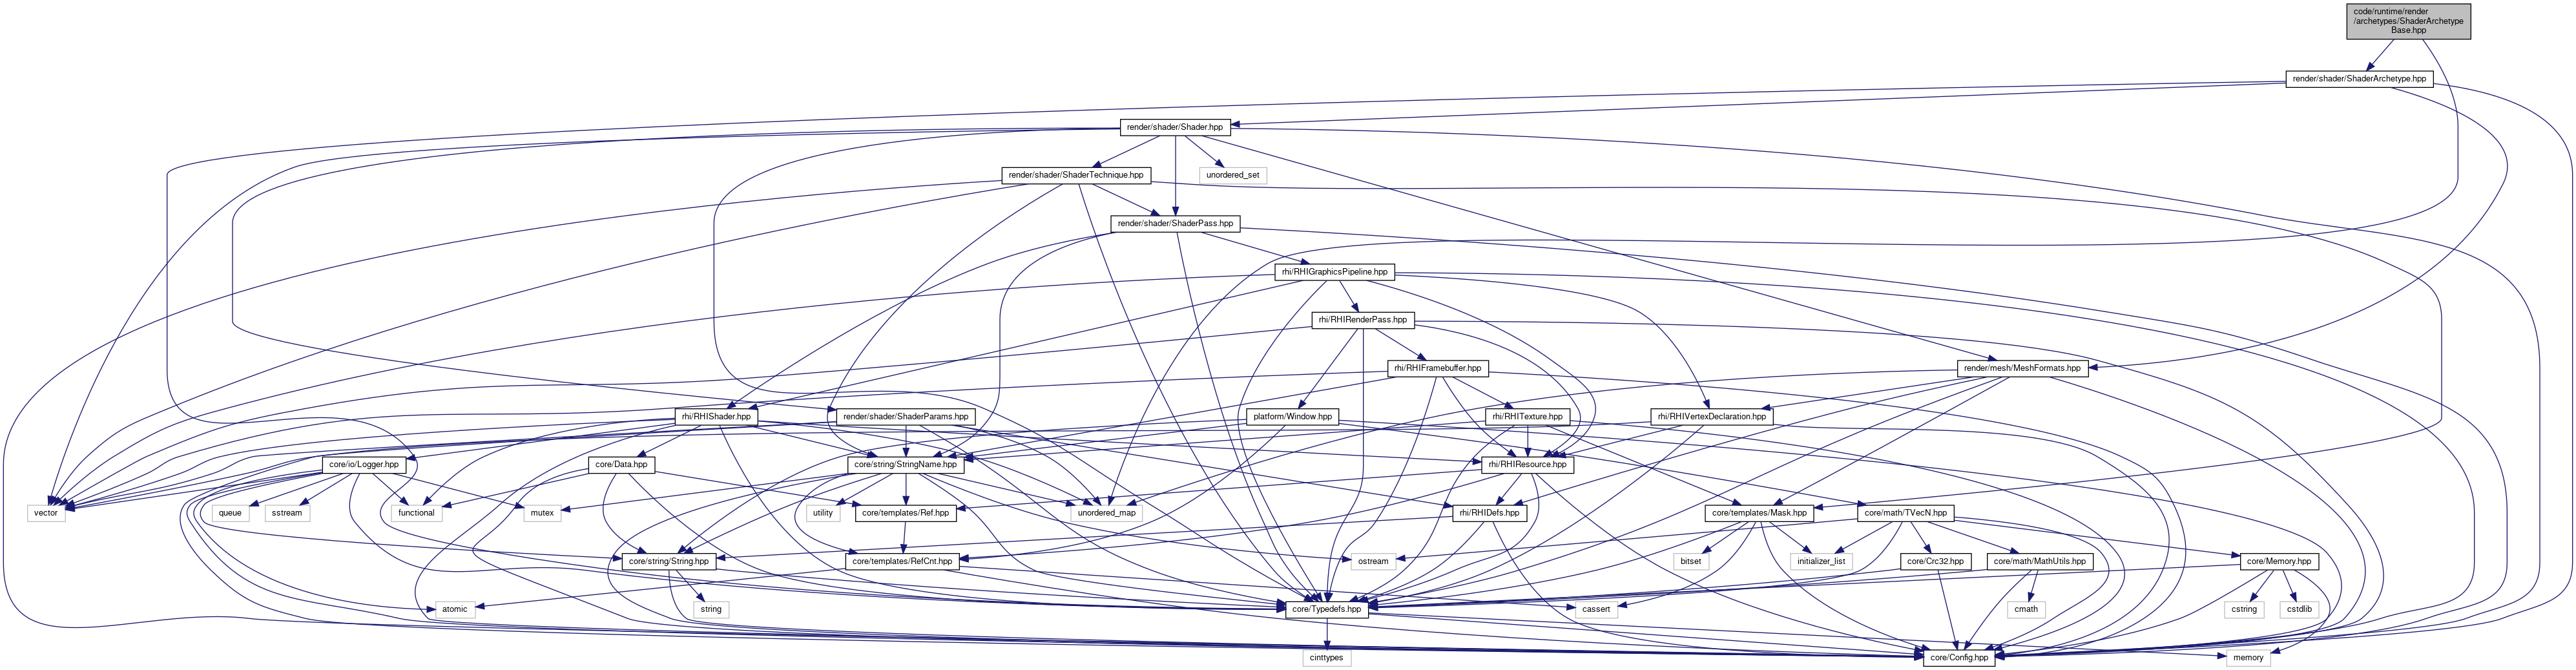 code/runtime/render
/archetypes/ShaderArchetype
Base.hpp
render/shader/ShaderArchetype.hpp
render/shader/Shader.hpp
render/shader/ShaderTechnique.hpp
unordered_set
render/shader/ShaderPass.hpp
rhi/RHIGraphicsPipeline.hpp
rhi/RHIRenderPass.hpp
rhi/RHIFramebuffer.hpp
render/mesh/MeshFormats.hpp
rhi/RHIShader.hpp
render/shader/ShaderParams.hpp
platform/Window.hpp
rhi/RHITexture.hpp
rhi/RHIVertexDeclaration.hpp
core/io/Logger.hpp
core/Data.hpp
core/string/StringName.hpp
rhi/RHIResource.hpp
vector
queue
sstream
functional
mutex
utility
core/templates/Ref.hpp
unordered_map
rhi/RHIDefs.hpp
core/templates/Mask.hpp
core/math/TVecN.hpp
core/string/String.hpp
core/templates/RefCnt.hpp
ostream
bitset
initializer_list
core/Crc32.hpp
core/math/MathUtils.hpp
core/Memory.hpp
atomic
string
core/Typedefs.hpp
cassert
cmath
cstring
cstdlib
cinttypes
core/Config.hpp
memory